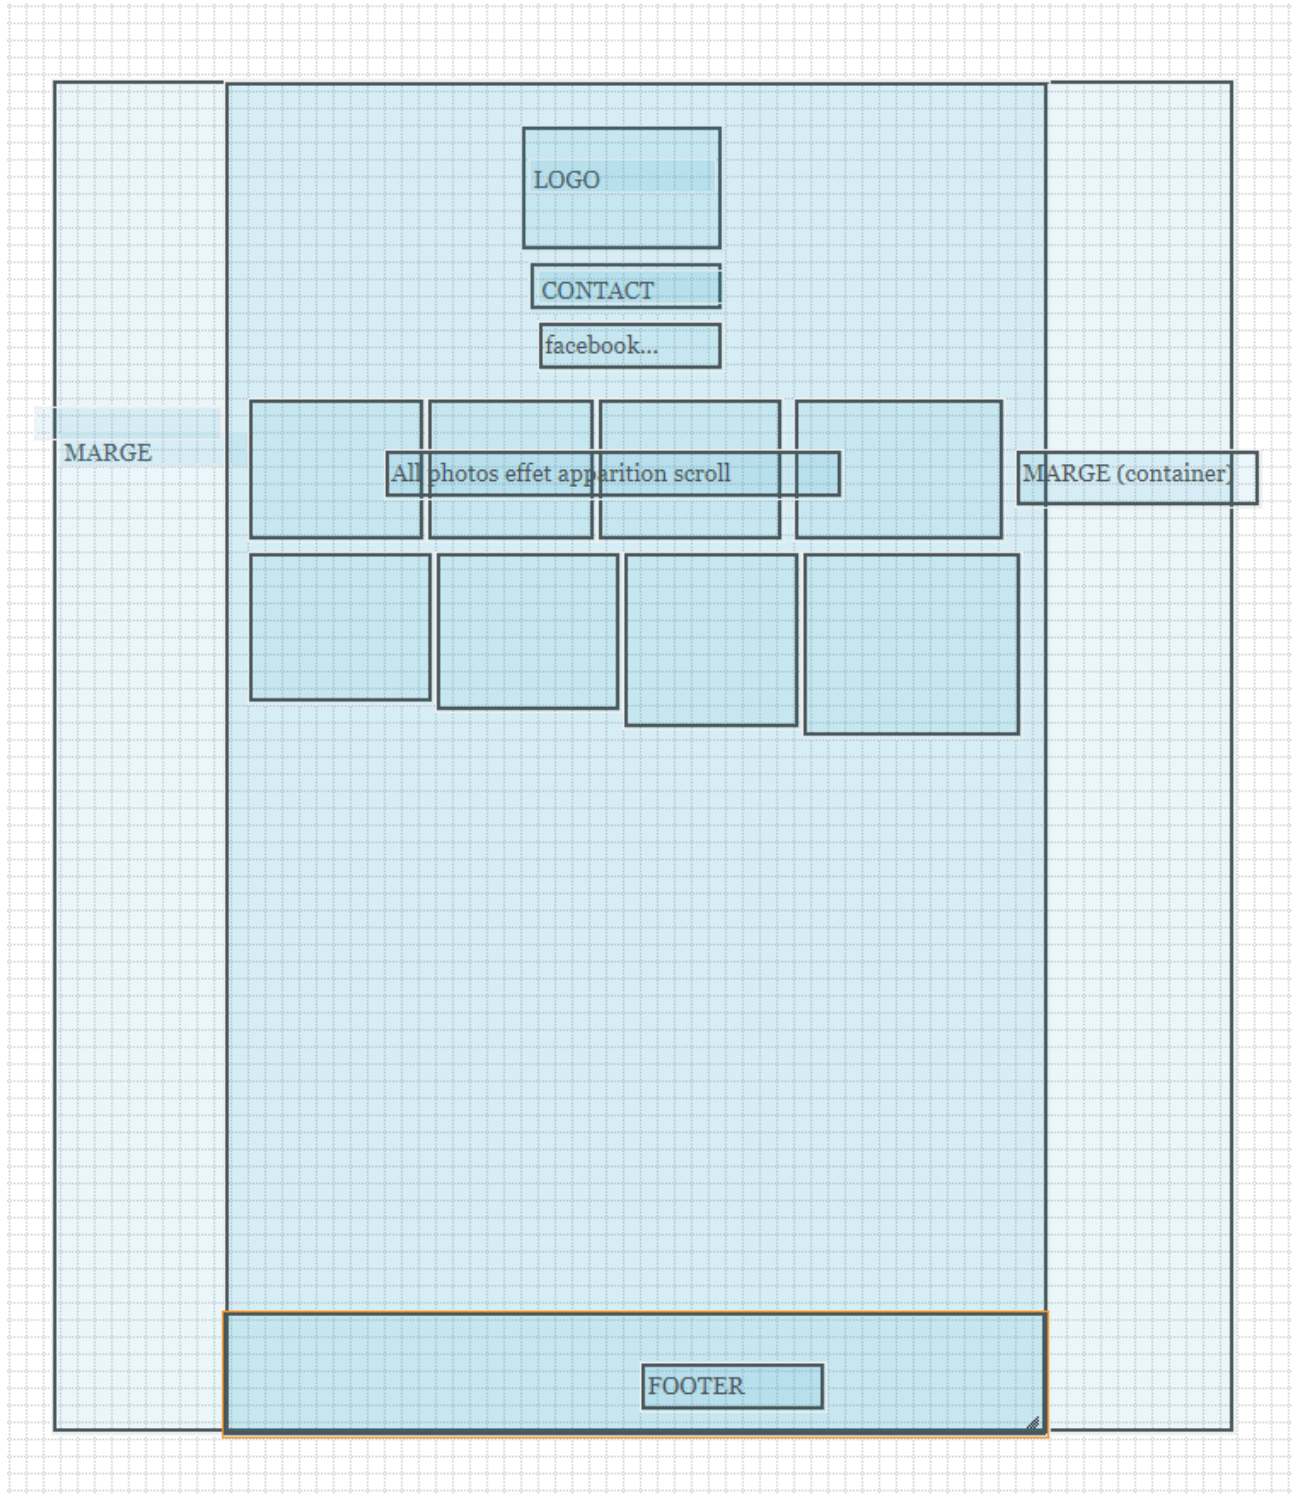 LOGO
CONTACT
facebook...
MARGE
All photos effet apparition scroll
MARGE (container)
FOOTER